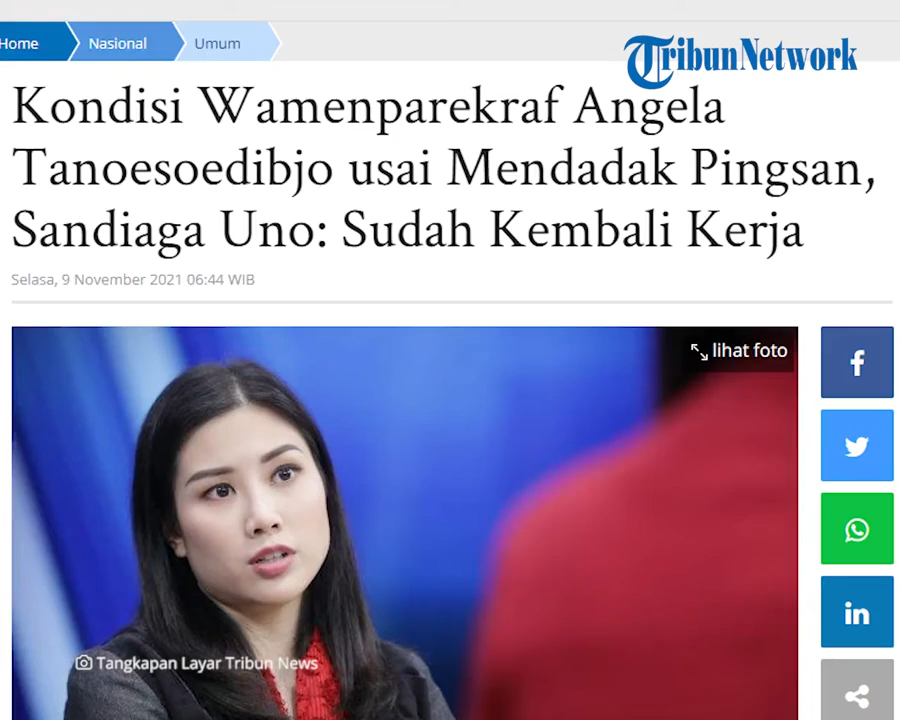 Home Nasional Umum
TribunNetwork
Kondisi Wamenparekraf Angela
Tanoesoedibjo usai Mendadak Pingsan,
Sandiaga Uno: Sudah Kembali Kerja
Selasa, 9 November 2021 06:44 WIB
lihat foto
Tangkapan Layar Tribun News